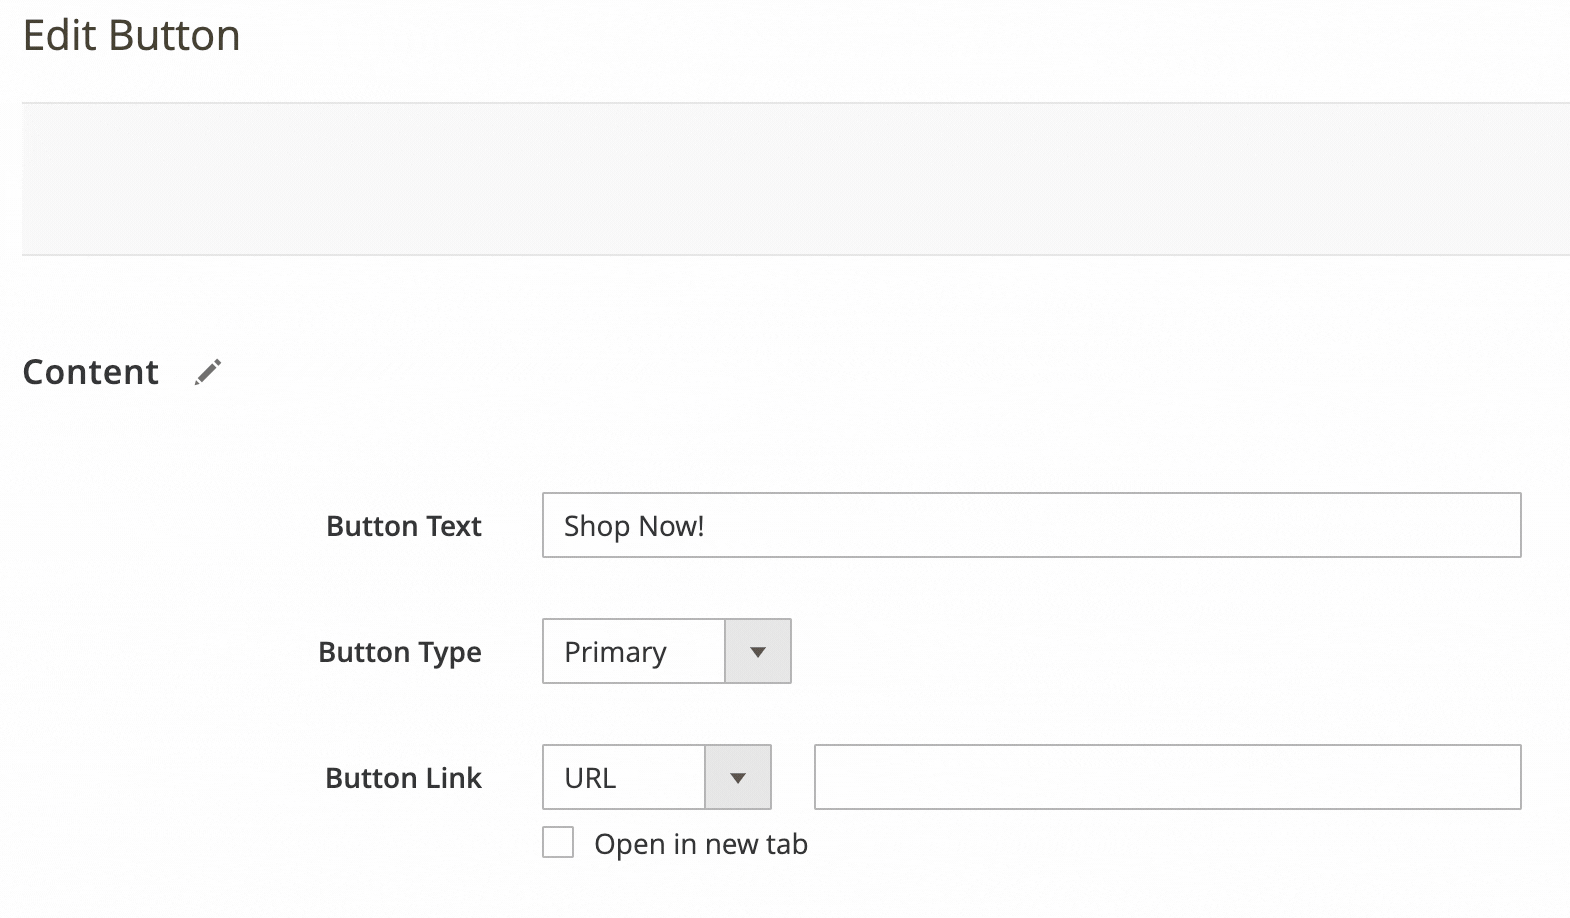 Edit Button
Content
Button Text Shop Now!
Button Type Primary
Button Link URL
Open in new tab